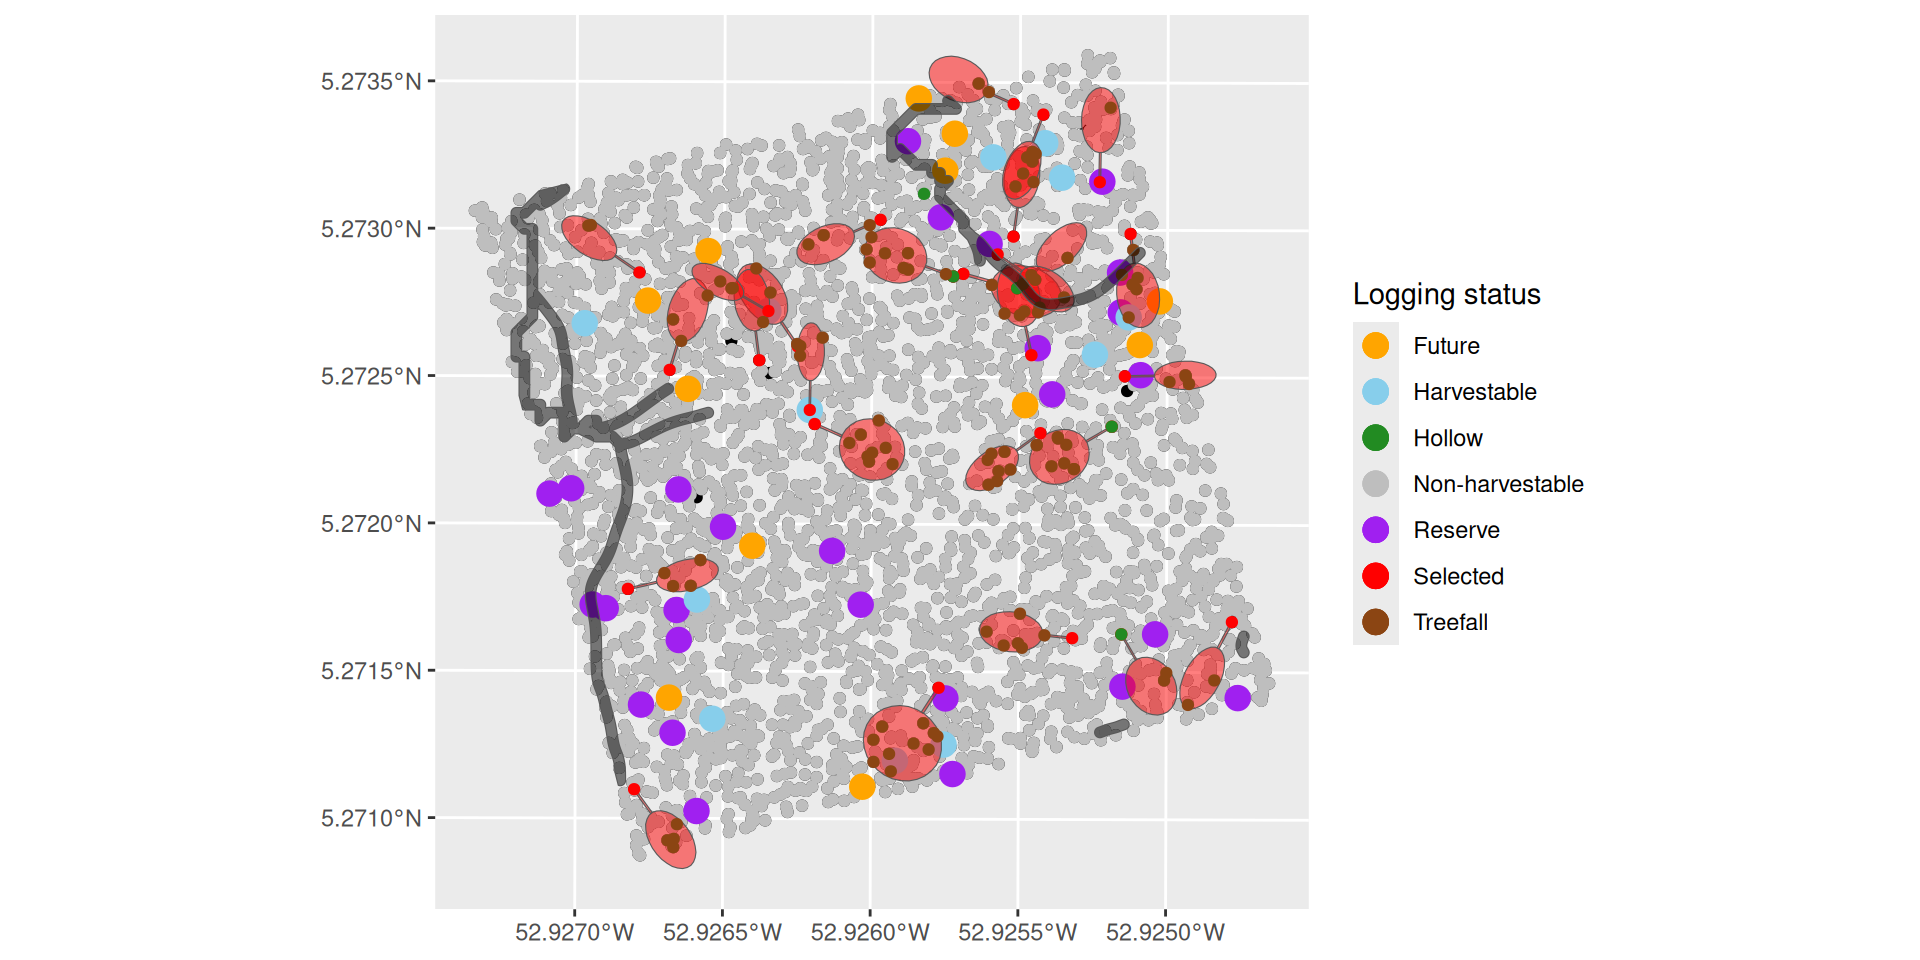 5.2735°N
5.2730°N
5.2725°N
5.2720°N
5.2715°N
5.2710°N
52.9270°W 52.9265°W 52.9260°W 52.9255°W 52.9250°W
Logging status
Future
Harvestable
Hollow
Non-harvestable
Reserve
Selected
Treefall